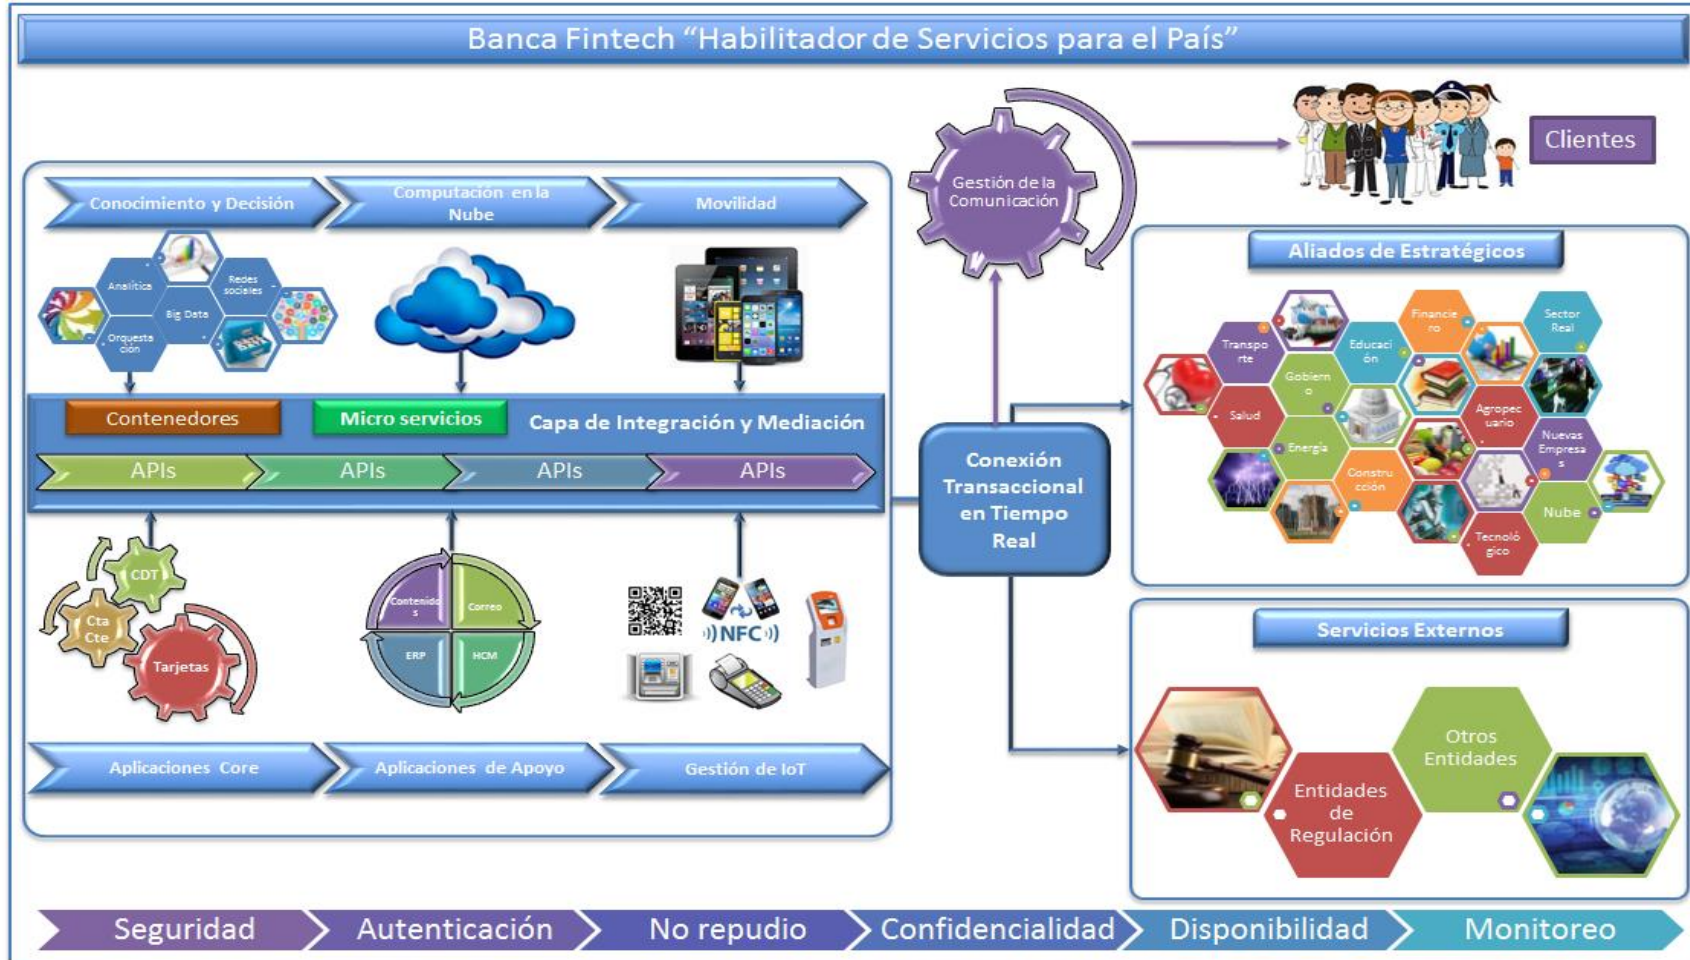 Banca Fintech “Habilitador de Servicios para el País”
Clientes
Gestión de la
Comunicación
Conocimiento y Decisión
Computación en la
Nube
Movilidad
Analítica
Redes
sociales
Big Data
Orquesta
ción
Contenedores
Micro servicios
Capa de Integración y Mediación
APIs
APIs
APIs
APIs
CDT
Cta
Cte
Tarjetas
Contenido
s
Correo
ERP
HCM
NFC
Aplicaciones Core
Aplicaciones de Apoyo
Gestión de IoT
Conexión
Transaccional
en Tiempo
Real
Aliados de Estratégicos
Transpo
rte
Gobiern
o
Educaci
ón
Financie
ro
Sector
Real
Salud
Energía
Constru
cción
Agropec
uario
Nuevas
Empresa
s
Nube
Tecnoló
gico
Servicios Externos
Entidades
de
Regulación
Otros
Entidades
Seguridad
Autenticación
No repudio
Confidencialidad
Disponibilidad
Monitoreo